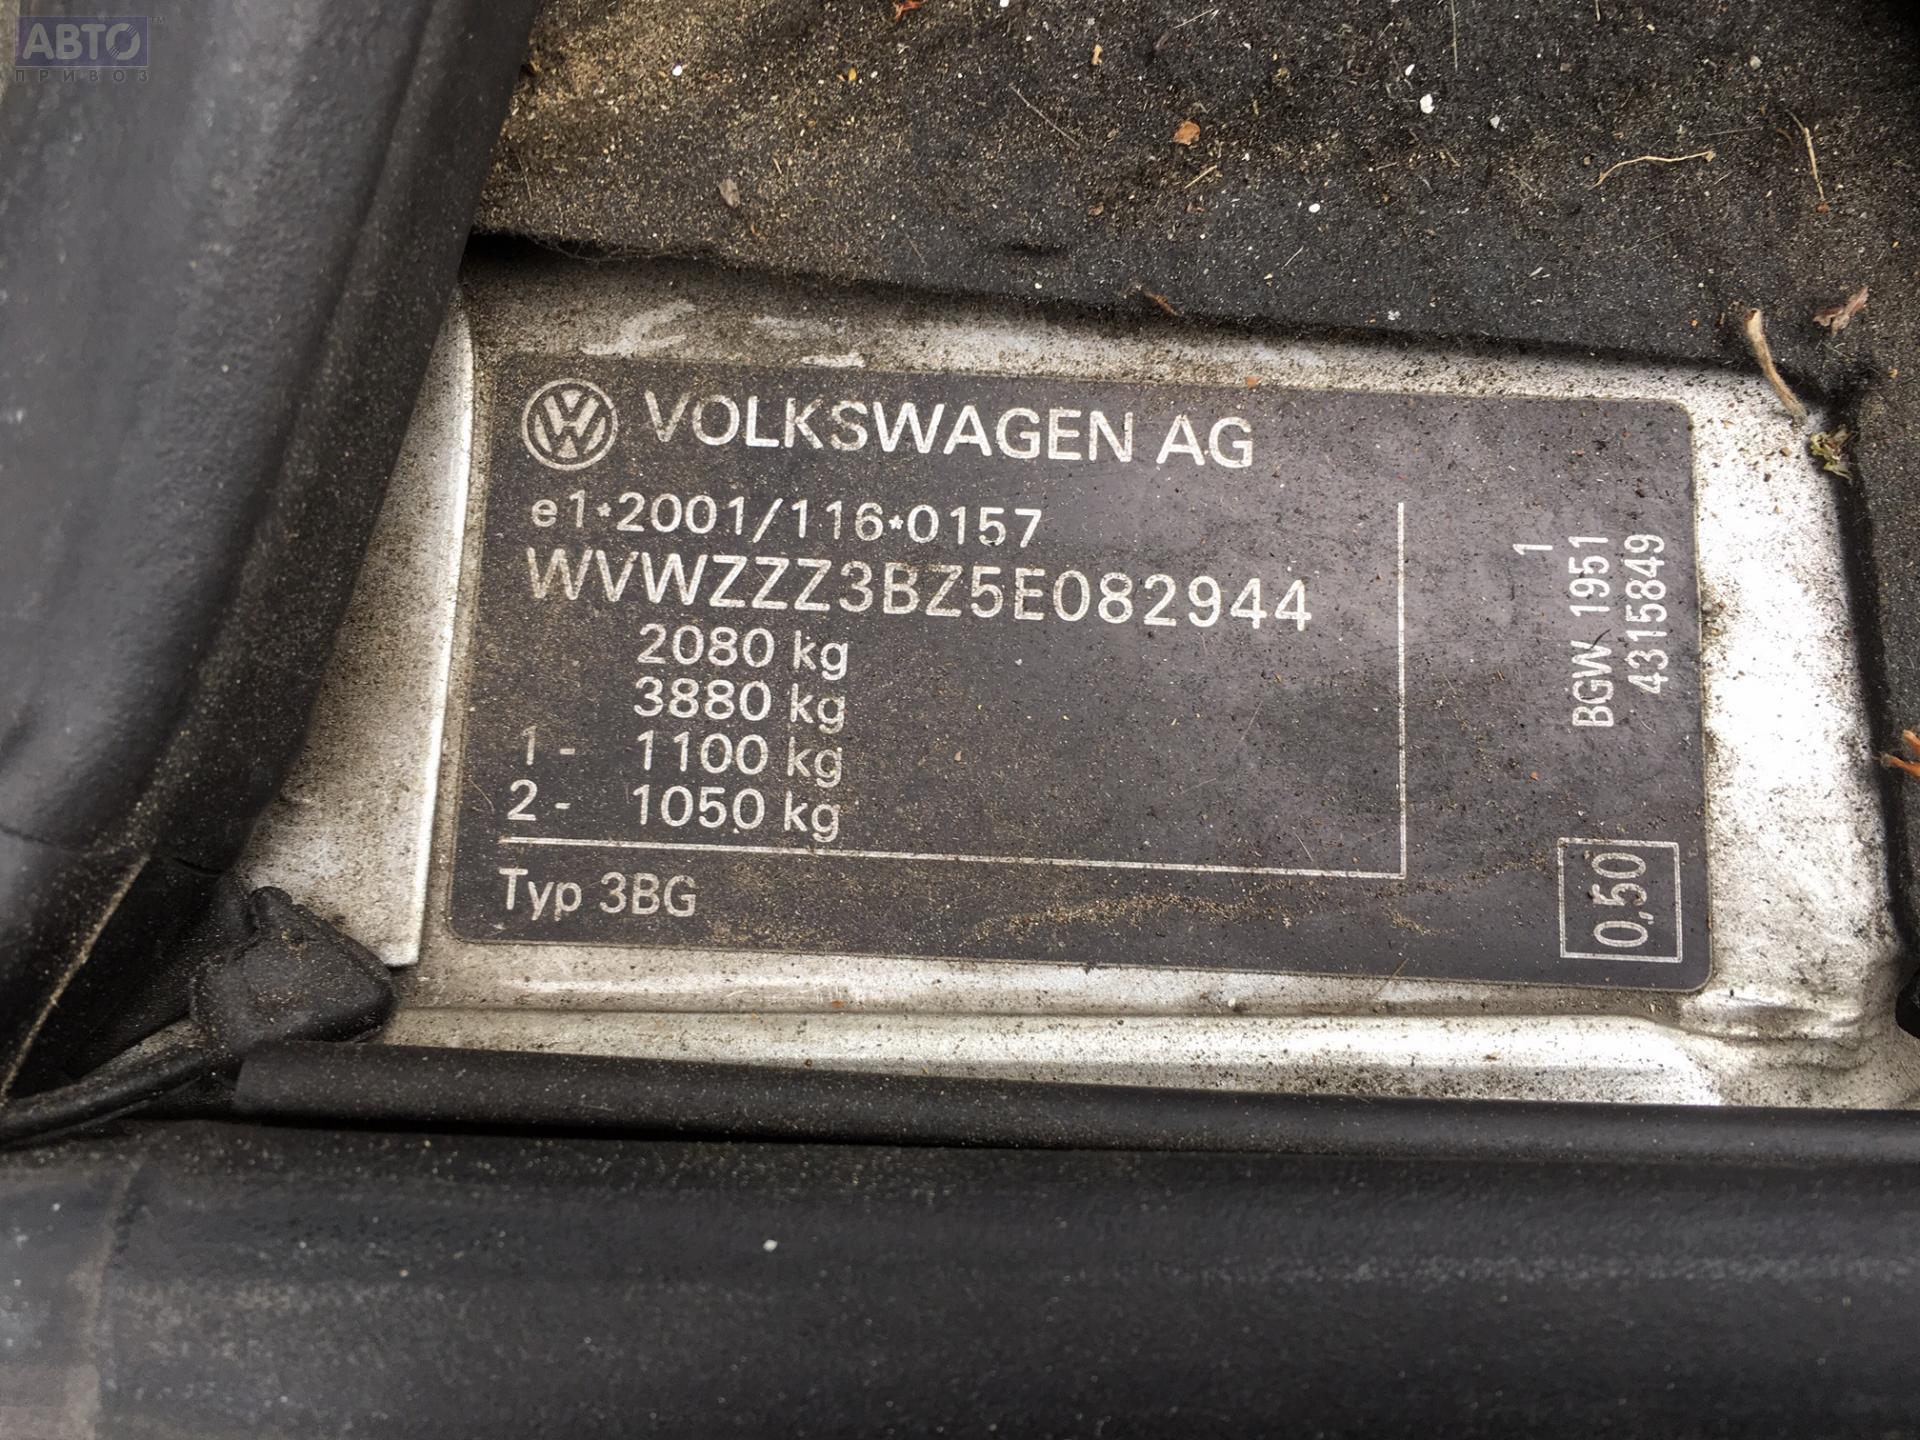 АВТО
ПРИВОЗ
VOLKSWAGEN AG
e1*2001/116*0157
WVWZZZ3BZ5E082944
2080 kg
3880 kg
1- 1100 kg
2- 1050 kg
Typ 3BG
1
BGW 1951
4315849
0,50